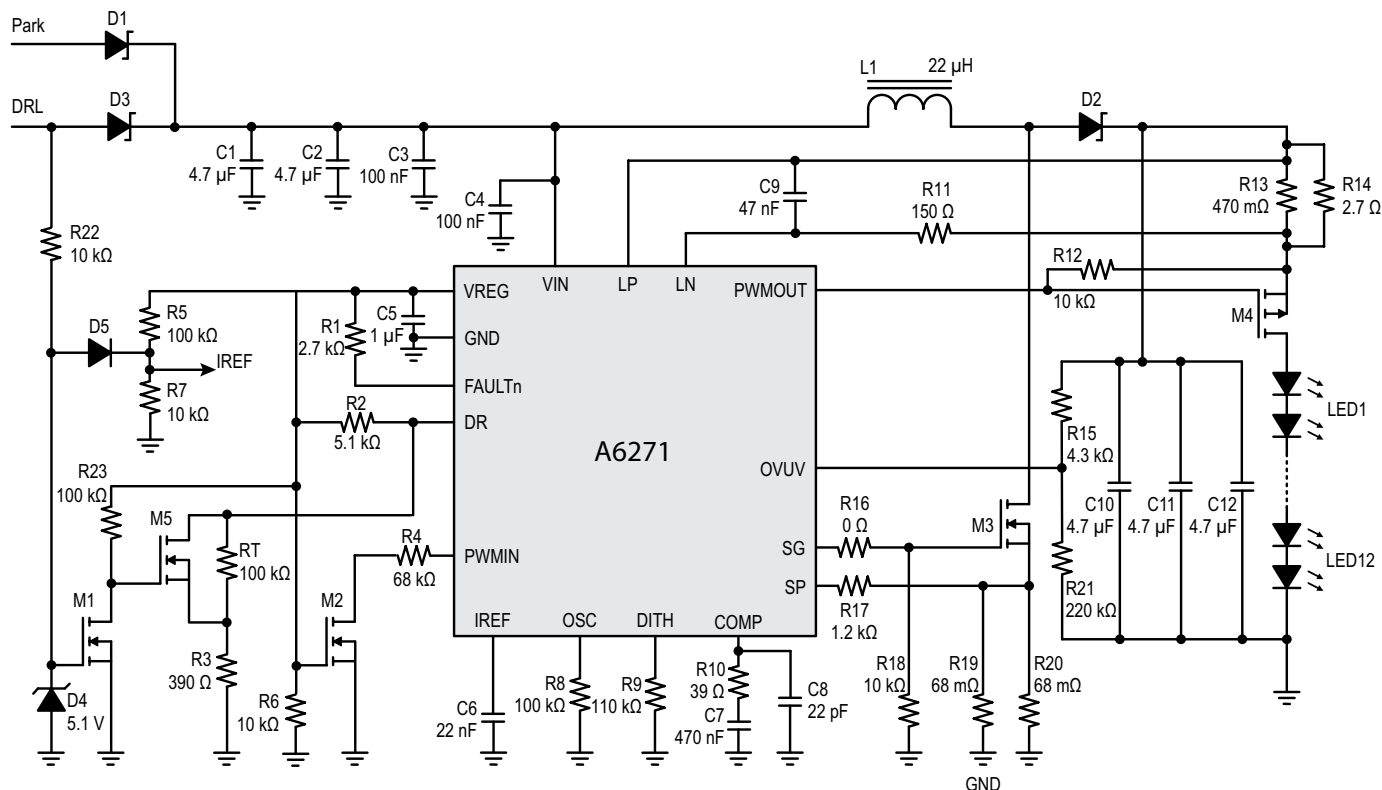 Park
D1
DRL
D3
L1
22 µH
D2
C1
4.7 µF
C2
4.7 µF
C3
100 nF
C4
100 nF
C9
47 nF
R11
150 Ω
R13
470 mΩ
R14
2.7 Ω
R22
10 kΩ
R12
10 kΩ
VREG
VIN
LP
LN
PWMOUT
M4
R5
100 kΩ
R1
2.7 kΩ
C5
1 µF
GND
D5
IREF
FAULTn
R7
10 kΩ
R2
5.1 kΩ
DR
A6271
LED1
R15
4.3 kΩ
OVUV
R23
100 kΩ
M5
RT
100 kΩ
R4
68 kΩ
PWMIN
R16
0 Ω
SG
M3
C10
4.7 µF
C11
4.7 µF
C12
4.7 µF
LED12
SP
R17
1.2 kΩ
R21
220 kΩ
M1
M2
IREF
OSC
DITH
COMP
R3
390 Ω
D4
5.1 V
R6
10 kΩ
C6
22 nF
R8
100 kΩ
R9
110 kΩ
R10
39 Ω
C7
470 nF
C8
22 pF
R18
10 kΩ
R19
68 mΩ
R20
68 mΩ
GND